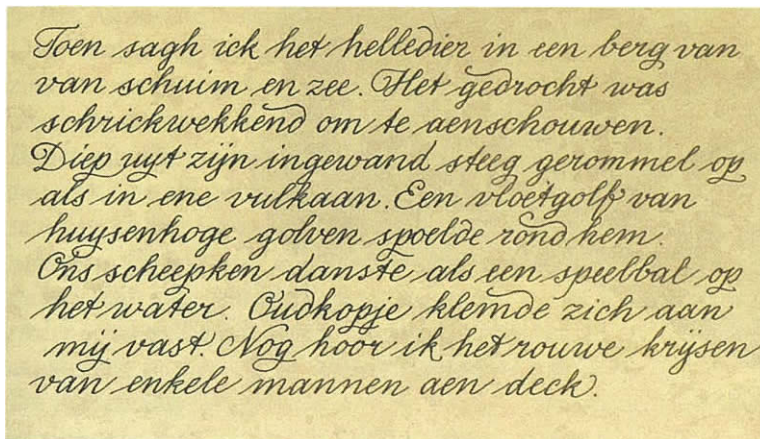 Toen sagh ick het helledier in een berg van
van schuim en zee. Het gedrocht was
schrickwekkend om te aenschouwen.
Diep uyt zijn ingewand steeg gerommel op
als in ene vulkaan. Een vloetgolf van
huysenhoge golven spoelde rond hem.
Ons scheepken danste als een speelbal op
het water. Oudkopje klemde zich aan
mij vast. Nog hoor ik het rouwe krijsen
van enkele mannen aen deck.